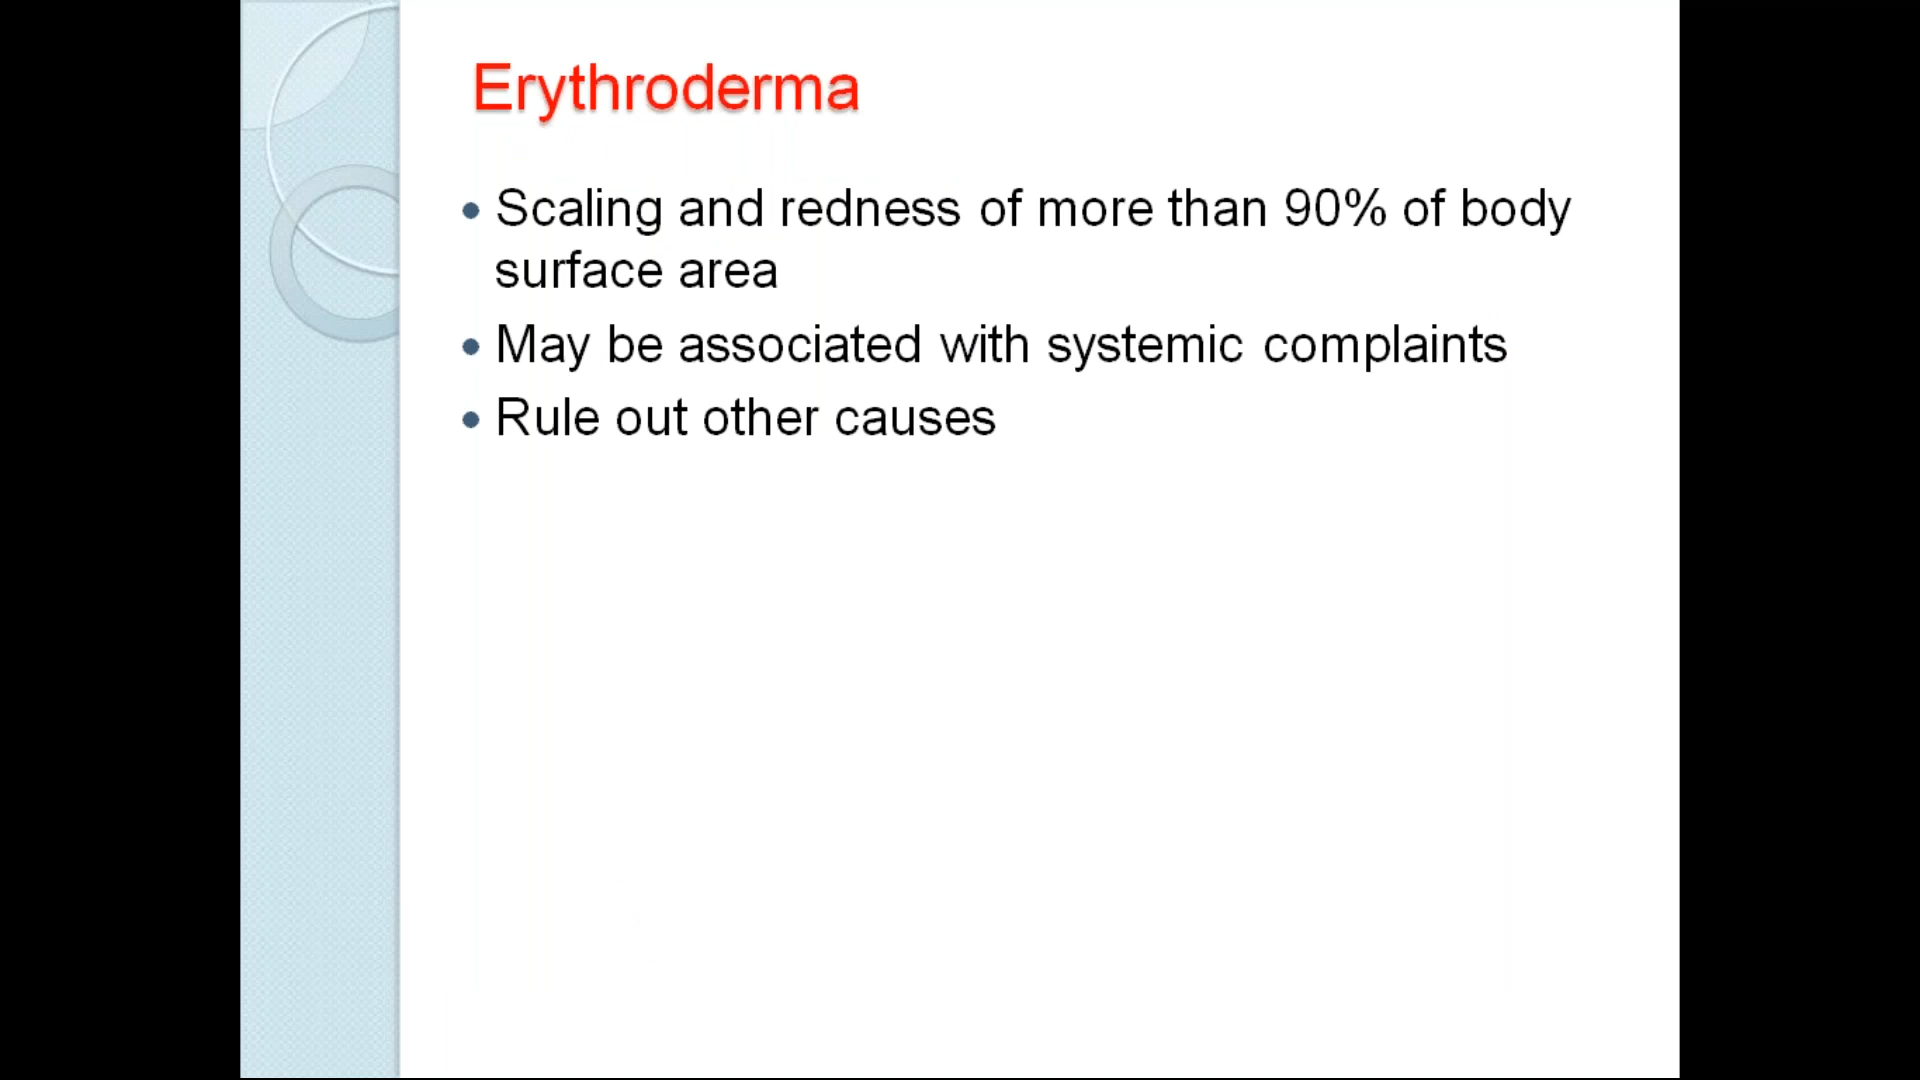 Erythroderma
• Scaling and redness of more than 90% of body
surface area
• May be associated with systemic complaints
• Rule out other causes